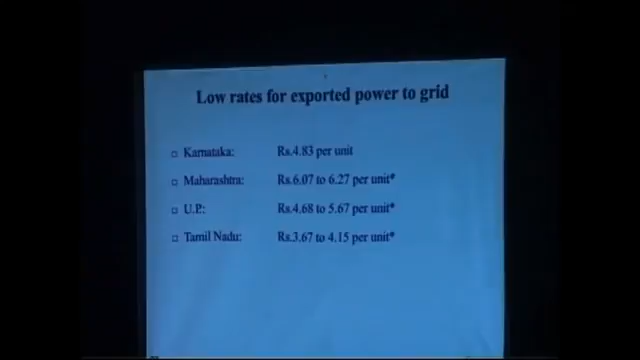 Low rates for exported power to grid
Karnataka: Rs.4.83 per unit
Maharashtra: Rs.6.07 to 6.27 per unit*
U.P.: Rs.4.68 to 5.67 per unit*
Tamil Nadu: Rs.3.67 to 4.15 per unit*